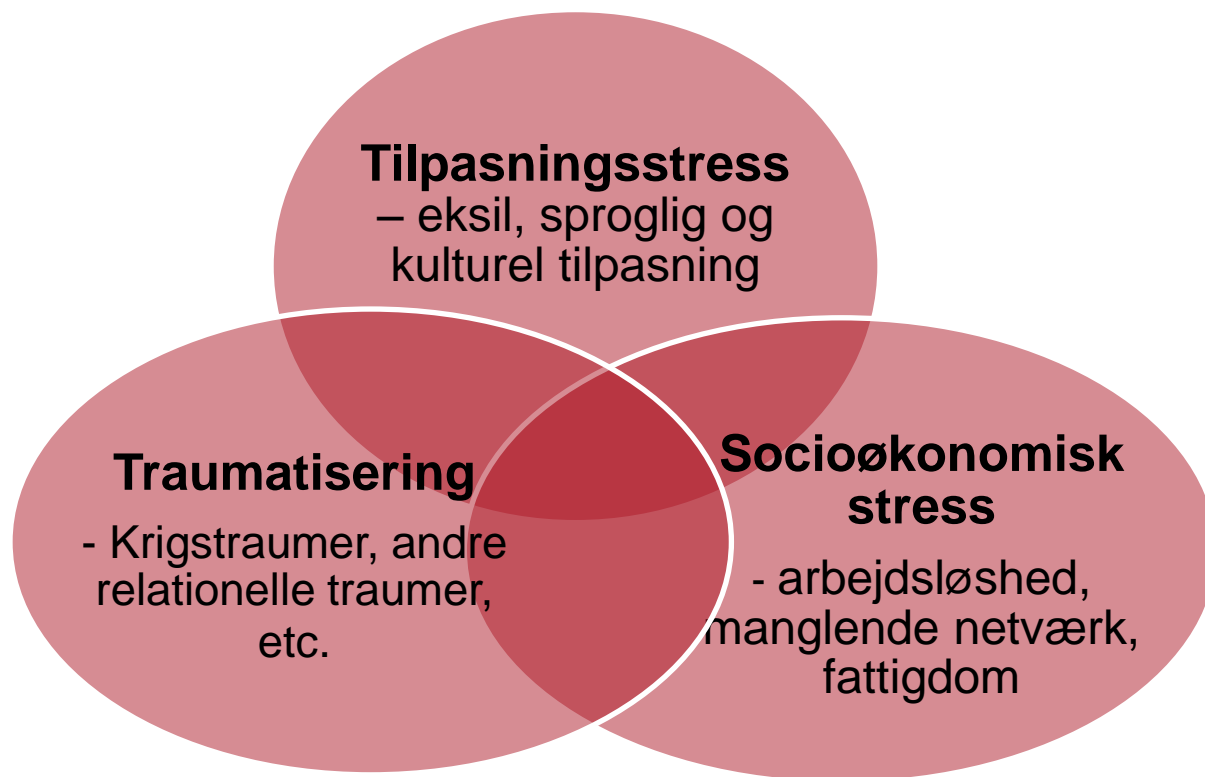 Tilpasningsstress
– eksil, sproglig og
kulturel tilpasning
Traumatisering
- Krigstraumer, andre
relationelle traumer,
etc.
Socioøkonomisk
stress
- arbejdsløshed,
manglende netværk,
fattigdom